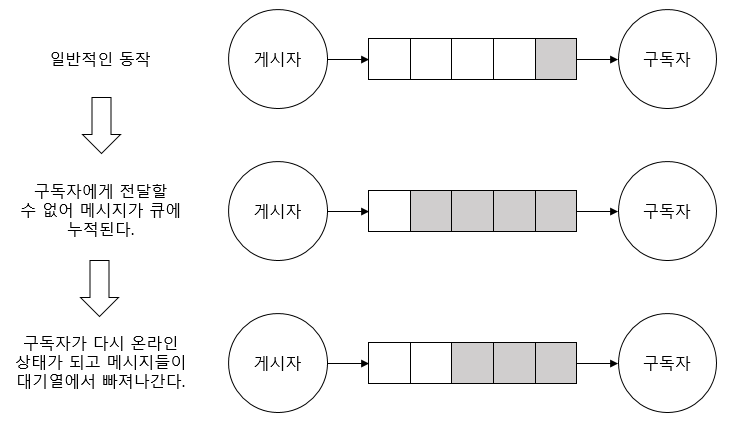 일반적인 동작
게시자
구독자
구독자에게 전달할
수 없어 메시지가 큐에
누적된다.
게시자
구독자
구독자가 다시 온라인
상태가 되고 메시지들이
대기열에서 빠져나간다.
게시자
구독자